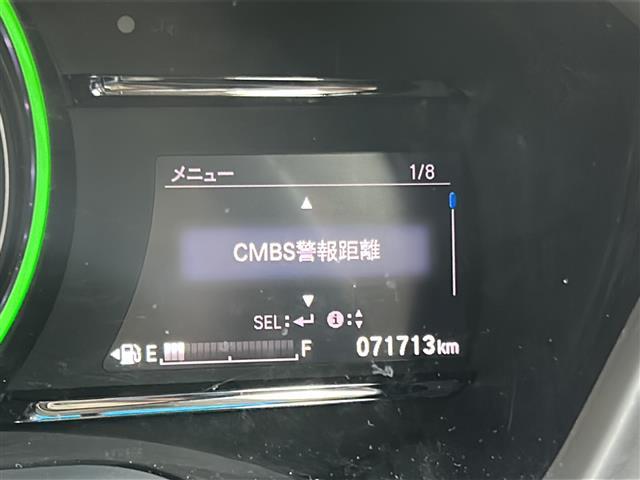 メニュー 1/8
▲
CMBS警報距離
▼
SEL:↵ i:▲▼
E F 071713km